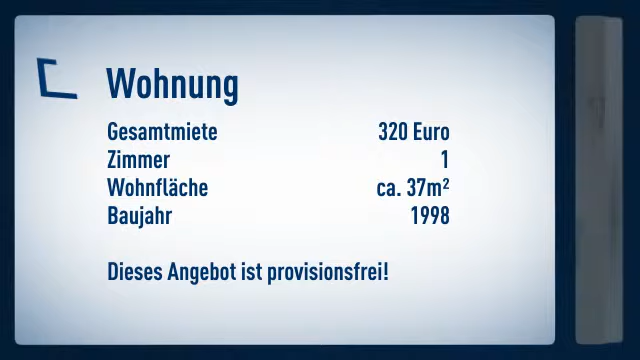 Wohnung
Gesamtmiete 320 Euro
Zimmer 1
Wohnfläche ca. 37m²
Baujahr 1998
Dieses Angebot ist provisionsfrei!